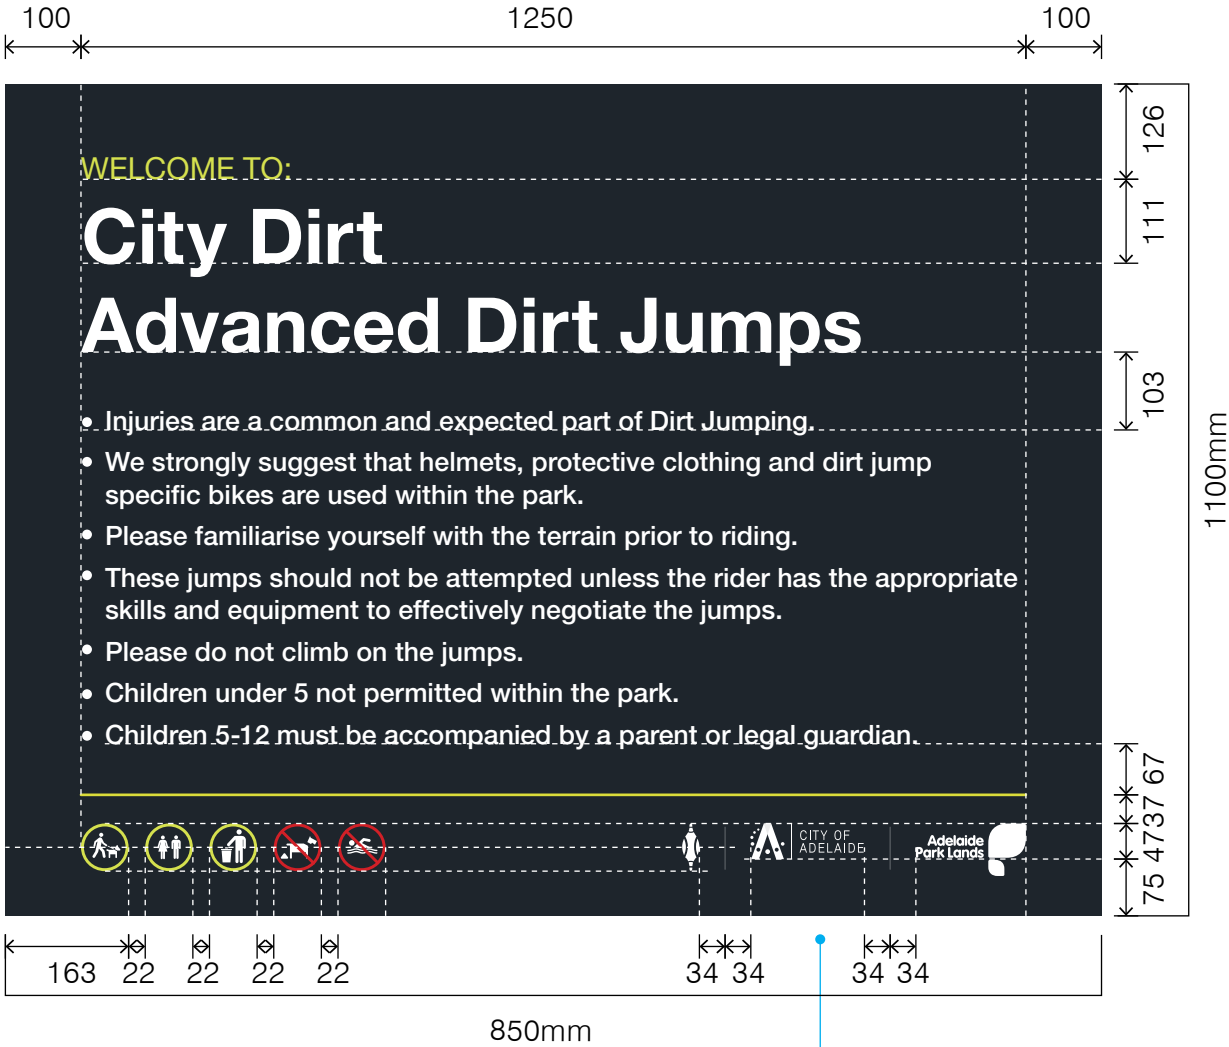 100 1250 100
126
WELCOME TO:
111
City Dirt
Advanced Dirt Jumps
103
1100mm
• Injuries are a common and expected part of Dirt Jumping.
• We strongly suggest that helmets, protective clothing and dirt jump
specific bikes are used within the park.
• Please familiarise yourself with the terrain prior to riding.
• These jumps should not be attempted unless the rider has the appropriate
skills and equipment to effectively negotiate the jumps.
• Please do not climb on the jumps.
• Children under 5 not permitted within the park.
• Children 5-12 must be accompanied by a parent or legal guardian.
67
37
47
75
CITY OF
ADELAIDE
Adelaide
Park Lands
163 22 22 22 22 34 34 34 34
850mm